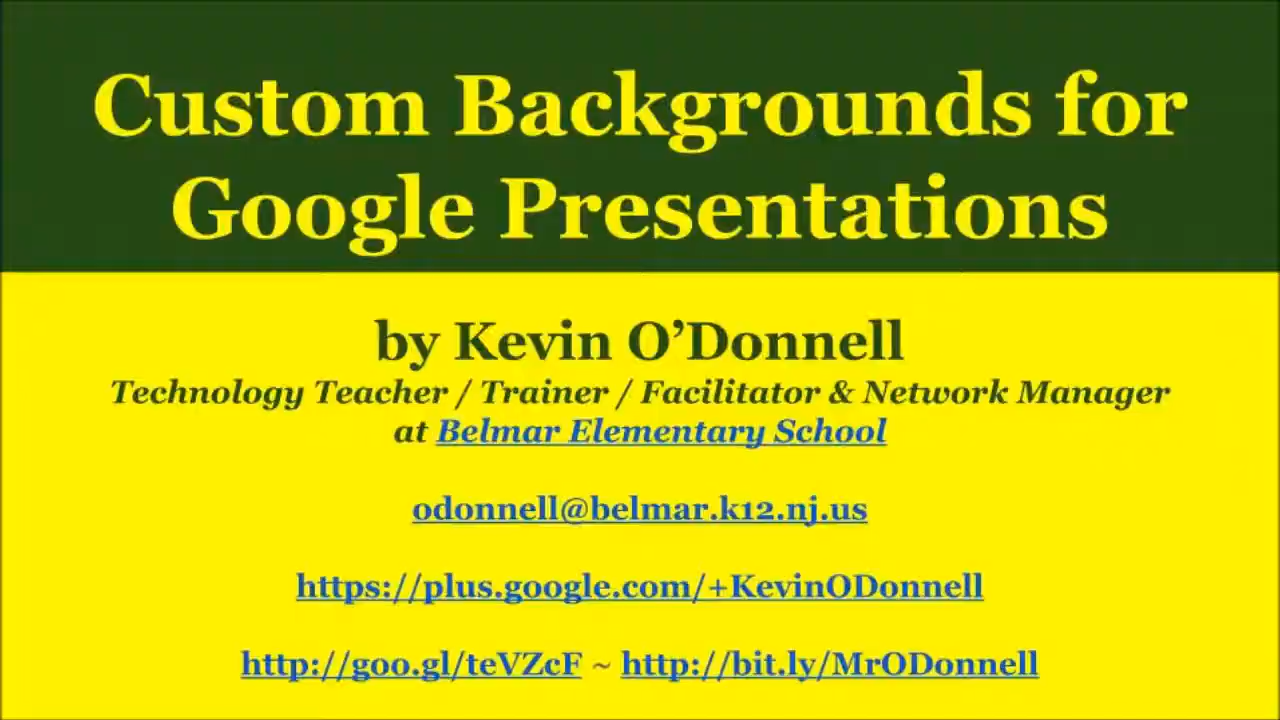 Custom Backgrounds for
Google Presentations
by Kevin O’Donnell
Technology Teacher / Trainer / Facilitator & Network Manager
at Belmar Elementary School
odonnell@belmar.k12.nj.us
https://plus.google.com/+KevinODonnell
http://goo.gl/teVZcF ~ http://bit.ly/MrODonnell